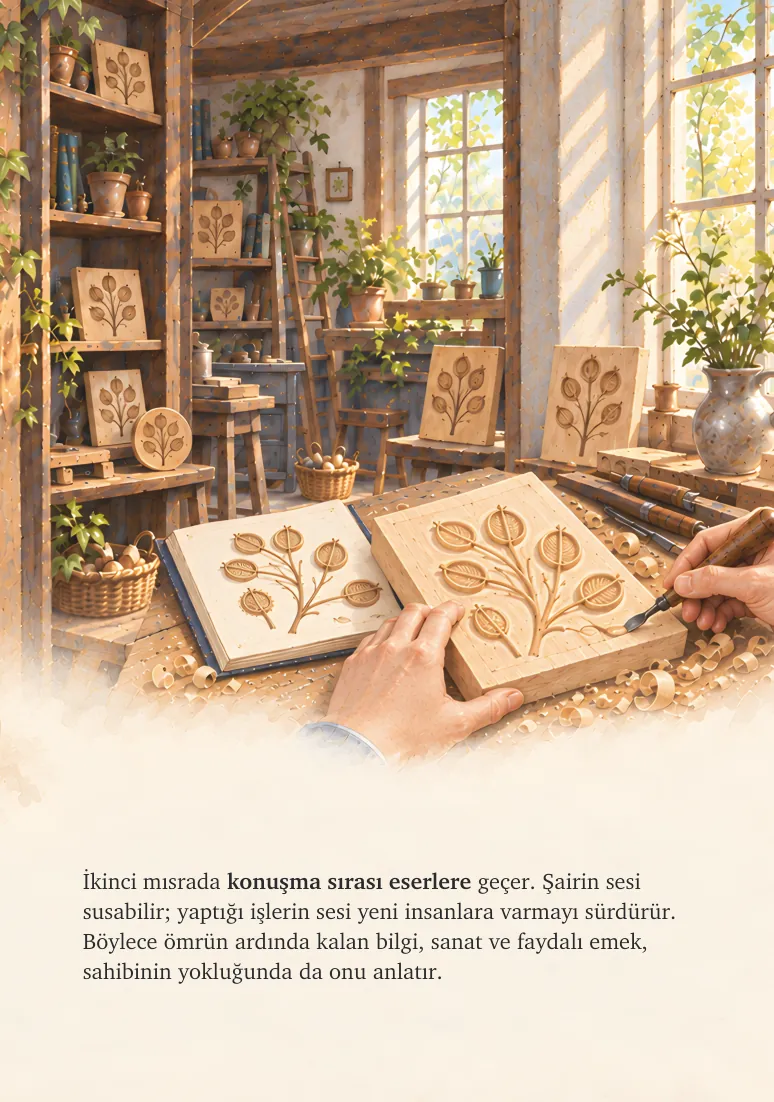 İkinci mısrada konuşma sırası eserlere geçer. Şairin sesi
susabilir; yaptığı işlerin sesi yeni insanlara varmayı sürdürür.
Böylece ömrün ardında kalan bilgi, sanat ve faydalı emek,
sahibinin yokluğunda da onu anlatır.